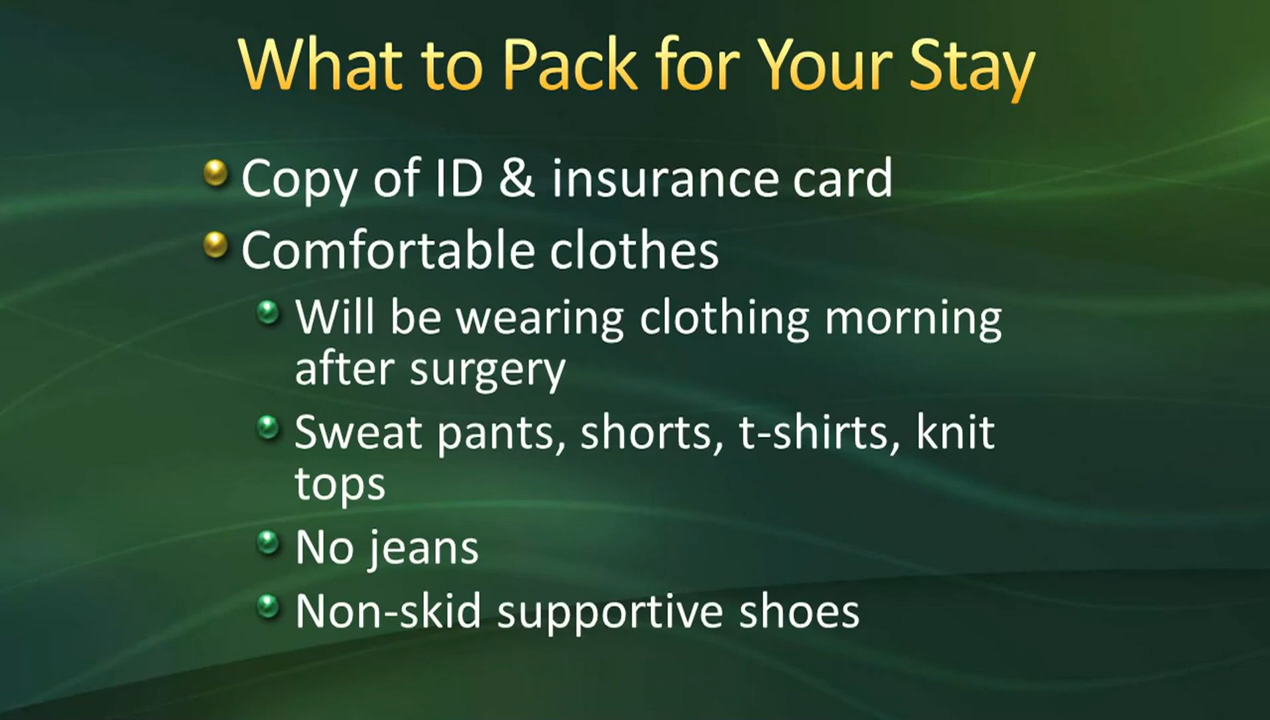 What to Pack for Your Stay
Copy of ID & insurance card
Comfortable clothes
Will be wearing clothing morning
after surgery
Sweat pants, shorts, t-shirts, knit
tops
No jeans
Non-skid supportive shoes